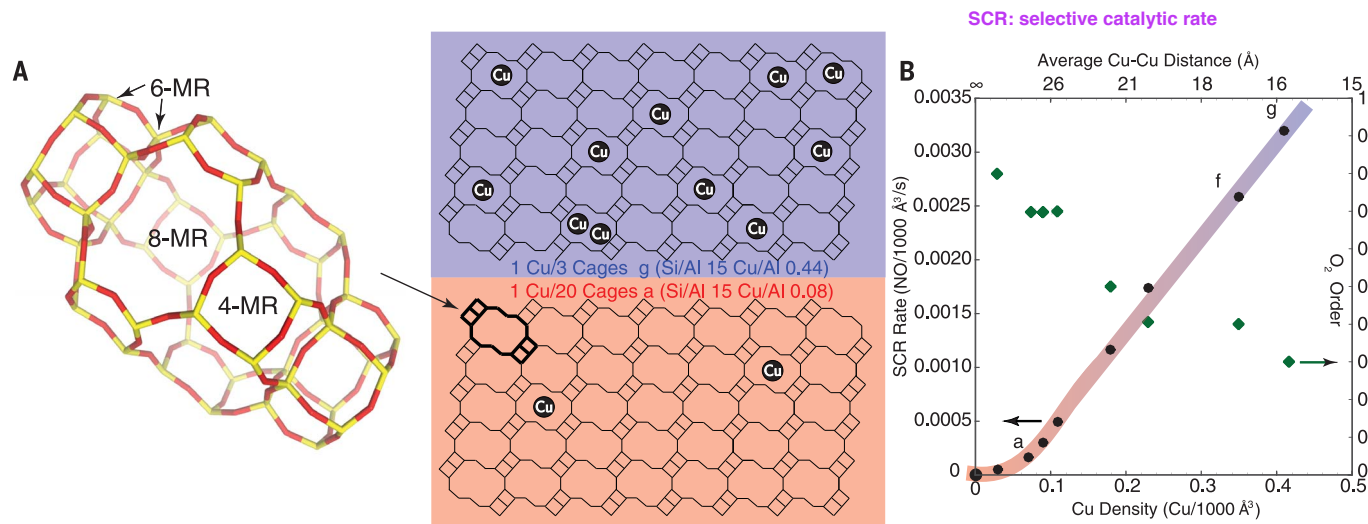 SCR: selective catalytic rate
A
6-MR
8-MR
4-MR
Cu
Cu
Cu
Cu
Cu
Cu
Cu
Cu
Cu
Cu
Cu
Cu
1 Cu/3 Cages g (Si/Al 15 Cu/Al 0.44)
1 Cu/20 Cages a (Si/Al 15 Cu/Al 0.08)
Cu
Cu
B
Average Cu-Cu Distance (Å)
∞ 26 21 18 16 15
SCR Rate (NO/1000 Å³/s)
0.0035
0.0030
0.0025
0.0020
0.0015
0.0010
0.0005
0
g
f
a
1
0
0
0
0
0
0
0
0
0
0
O₂ Order
0 0.1 0.2 0.3 0.4 0.5
Cu Density (Cu/1000 Å³)